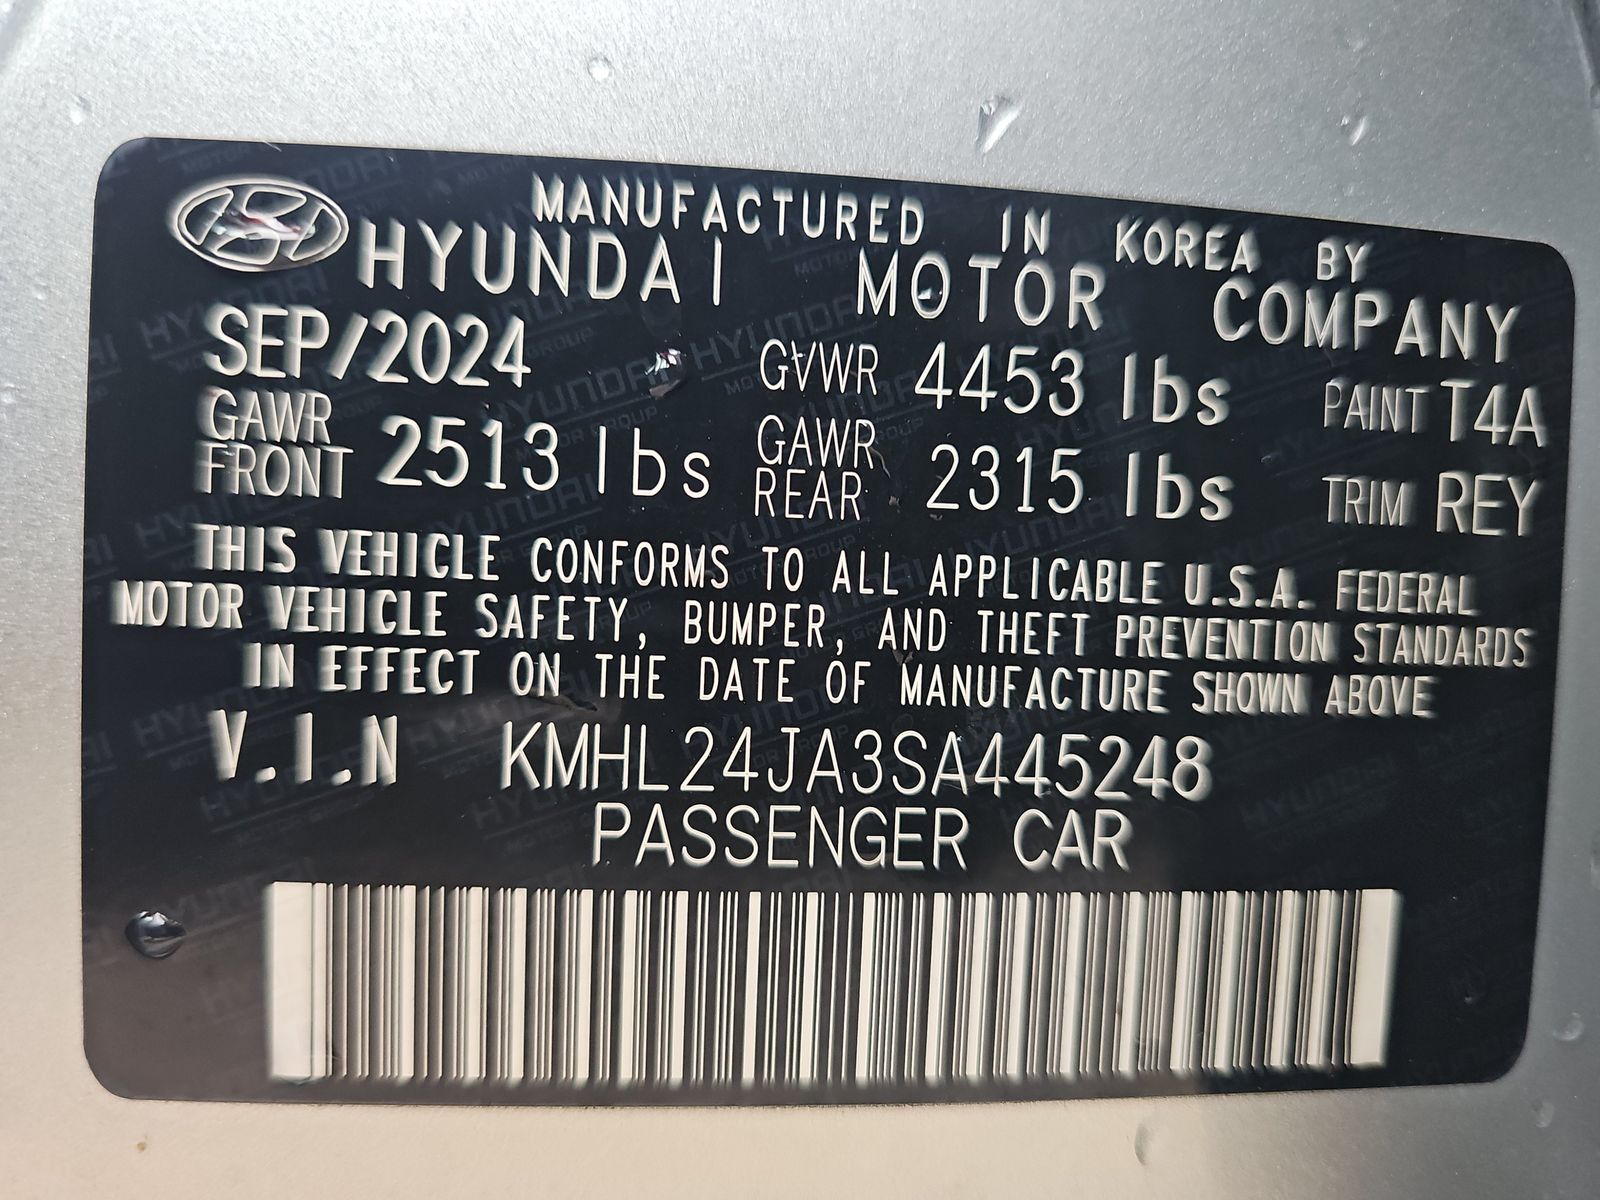 MANUFACTURED IN KOREA BY
HYUNDAI MOTOR COMPANY
SEP/2024 GVWR 4453 lbs PAINT T4A
GAWR FRONT 2513 lbs GAWR REAR 2315 lbs TRIM REY
THIS VEHICLE CONFORMS TO ALL APPLICABLE U.S.A. FEDERAL
MOTOR VEHICLE SAFETY, BUMPER, AND THEFT PREVENTION STANDARDS
IN EFFECT ON THE DATE OF MANUFACTURE SHOWN ABOVE
V.I.N KMHL24JA3SA445248
PASSENGER CAR